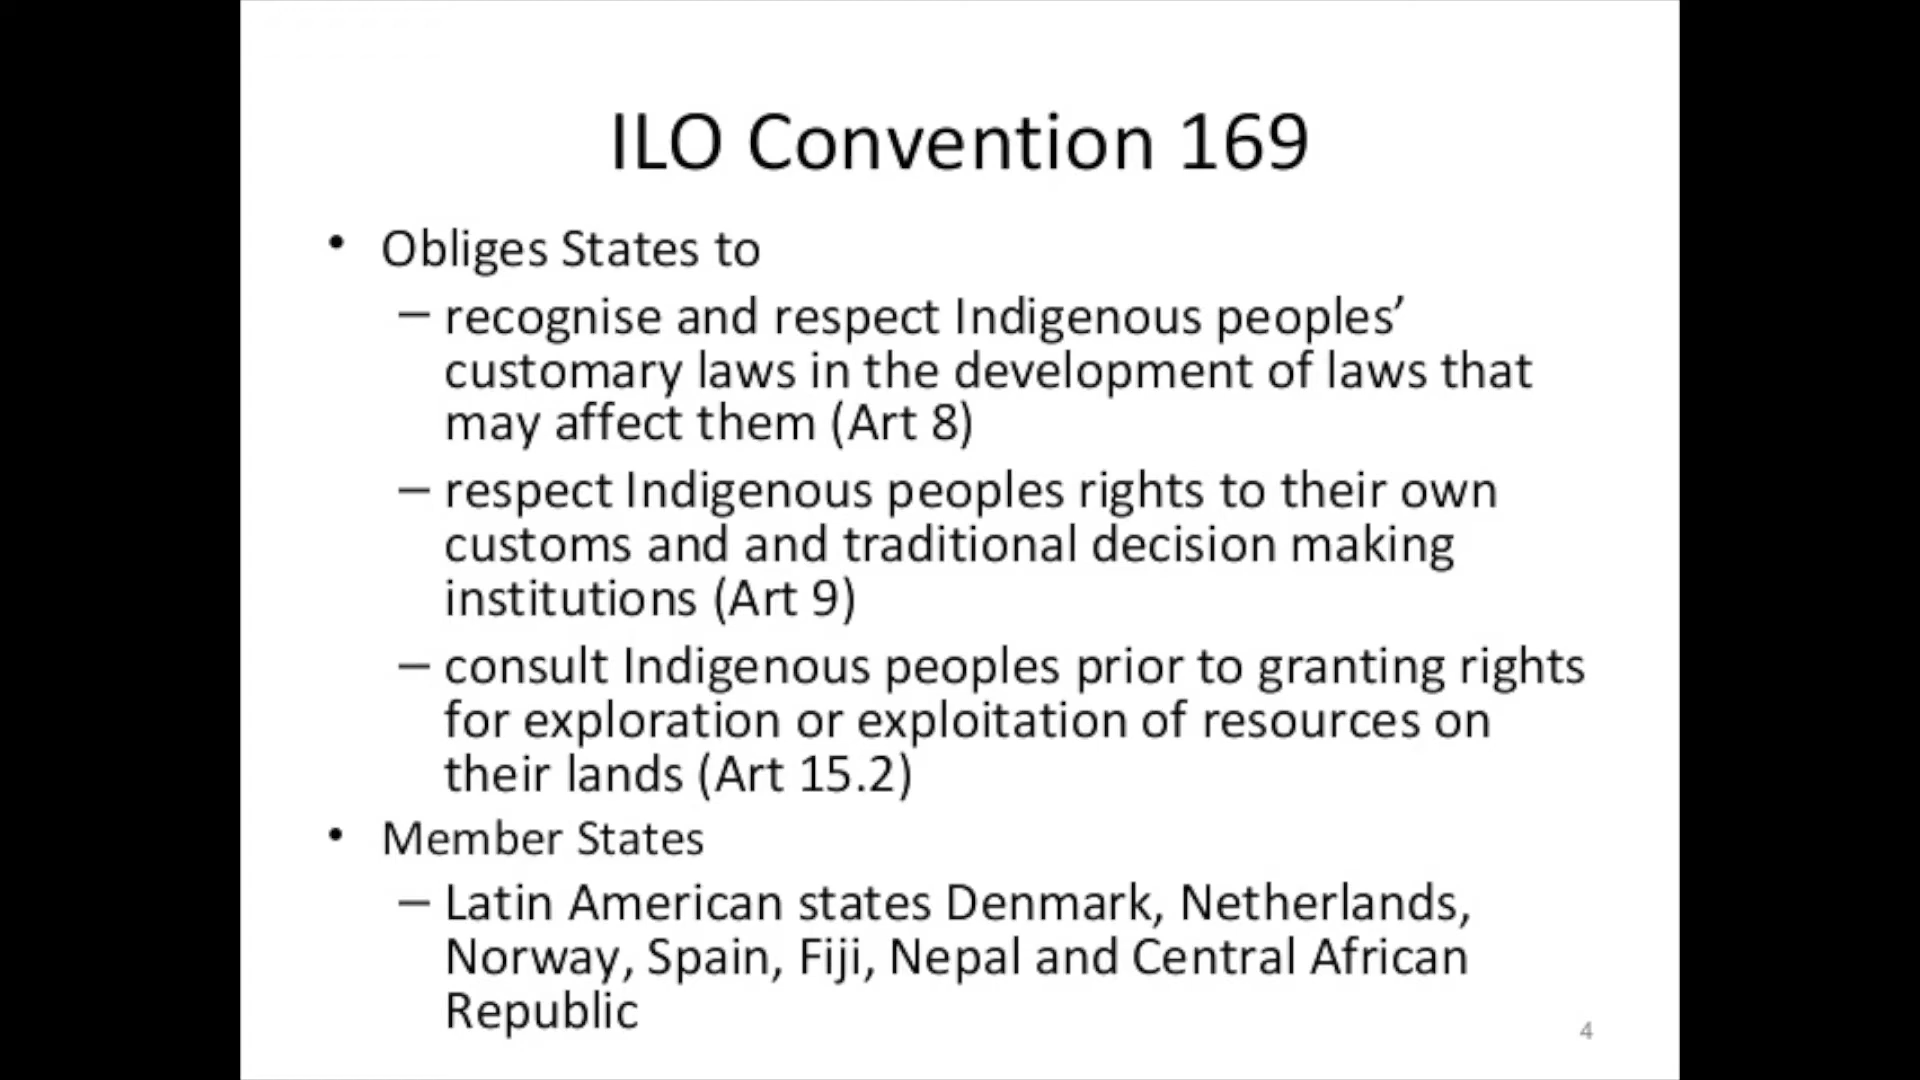 ILO Convention 169
• Obliges States to
– recognise and respect Indigenous peoples’
customary laws in the development of laws that
may affect them (Art 8)
– respect Indigenous peoples rights to their own
customs and and traditional decision making
institutions (Art 9)
– consult Indigenous peoples prior to granting rights
for exploration or exploitation of resources on
their lands (Art 15.2)
• Member States
– Latin American states Denmark, Netherlands,
Norway, Spain, Fiji, Nepal and Central African
Republic
4